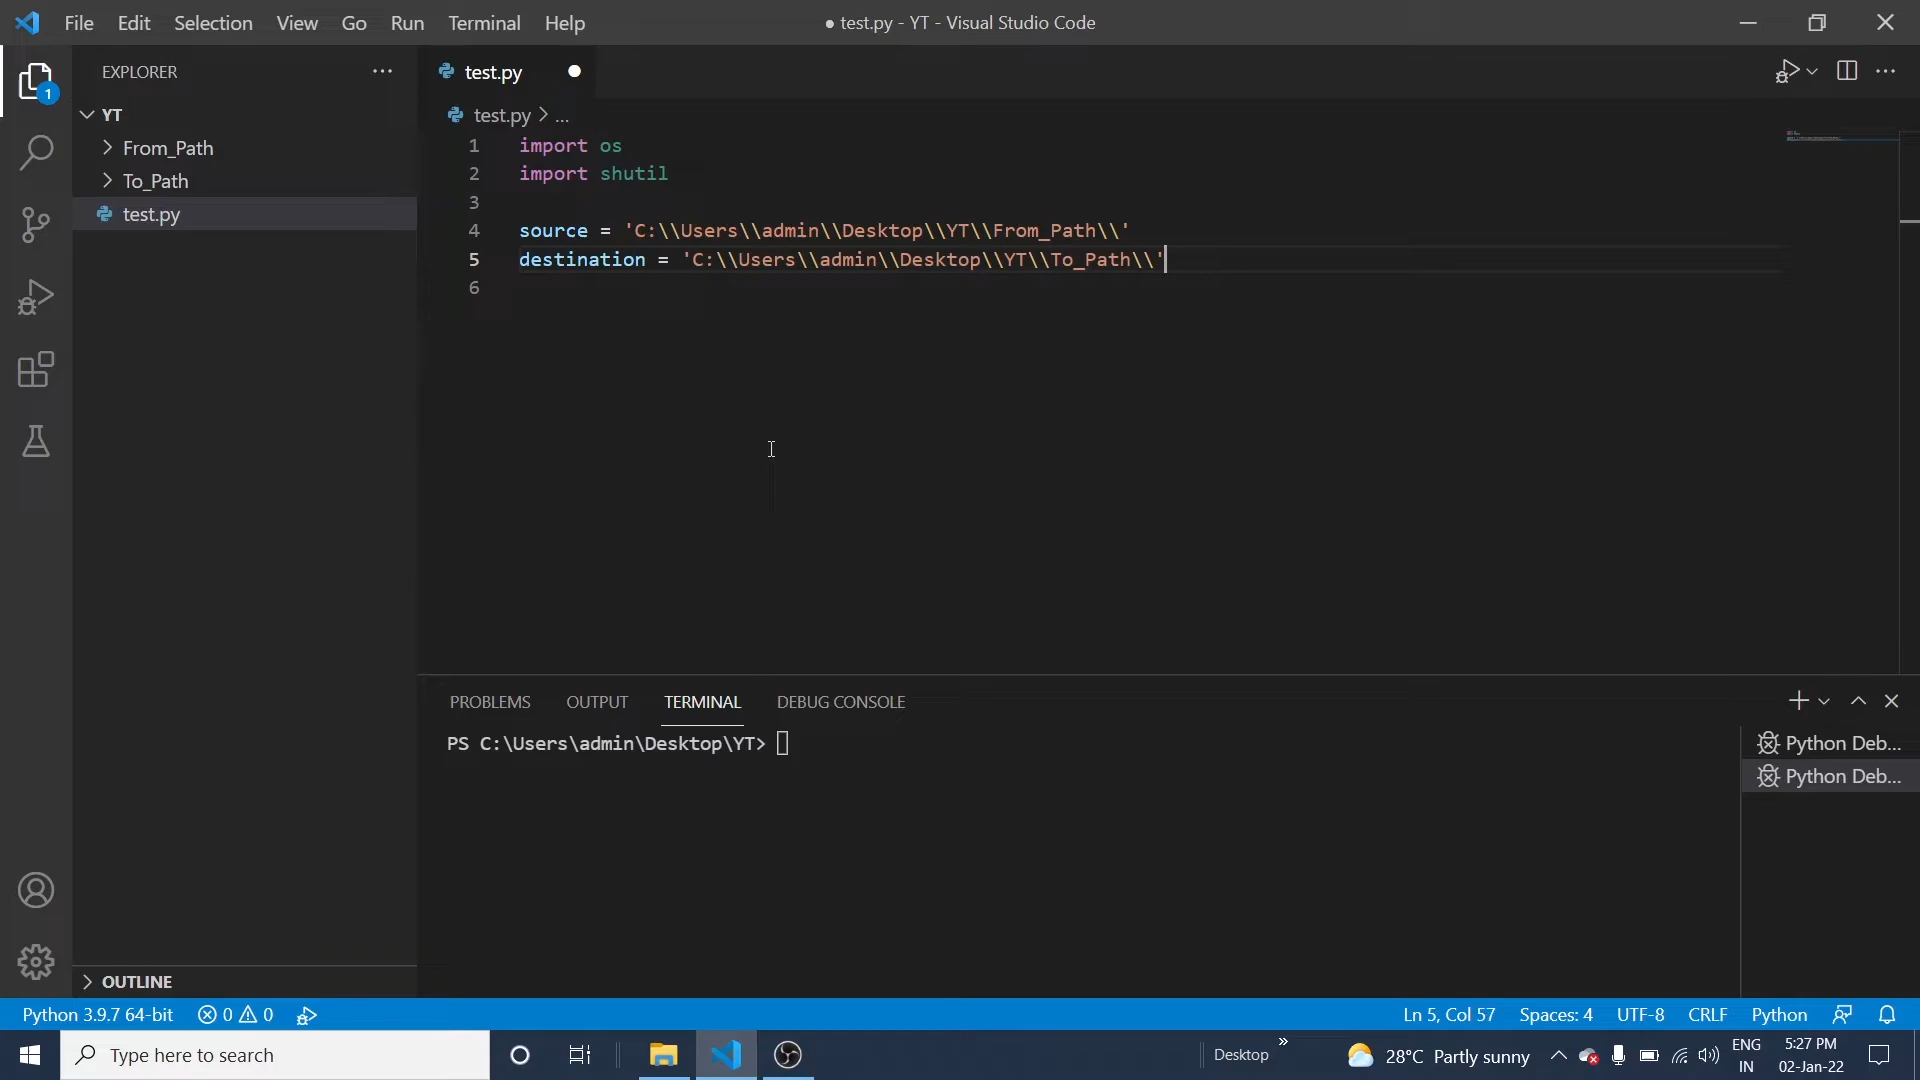 File Edit Selection View Go Run Terminal Help
● test.py - YT - Visual Studio Code
EXPLORER
1
YT
From_Path
To_Path
test.py
OUTLINE
test.py
test.py > ...
1 import os
2 import shutil
3
4 source = 'C:\\Users\\admin\\Desktop\\YT\\From_Path\\'
5 destination = 'C:\\Users\\admin\\Desktop\\YT\\To_Path\\'
6
PROBLEMS OUTPUT TERMINAL DEBUG CONSOLE
PS C:\Users\admin\Desktop\YT>
Python Deb...
Python Deb...
Python 3.9.7 64-bit 0 0 Ln 5, Col 57 Spaces: 4 UTF-8 CRLF Python
Type here to search
Desktop
28°C Partly sunny
ENG
IN
5:27 PM
02-Jan-22